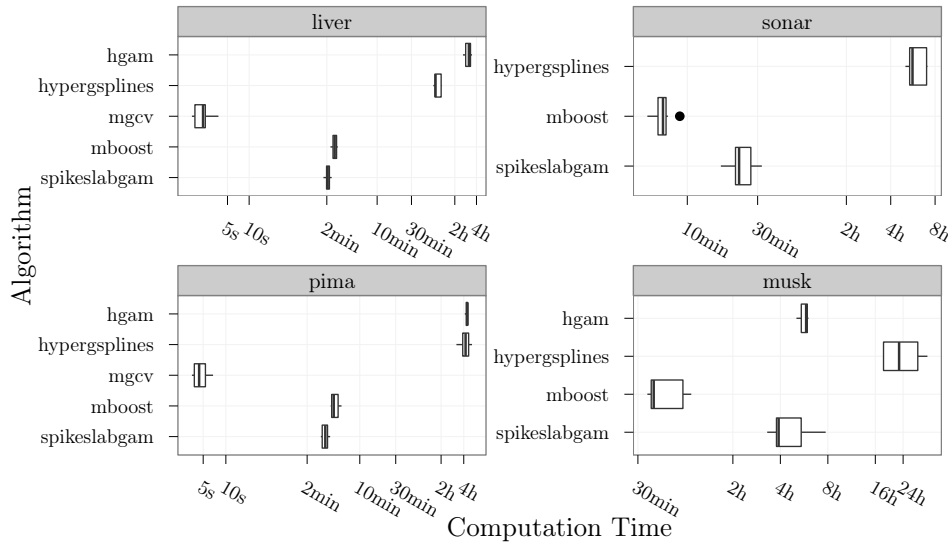 liver
hgam
hypergsplines
mgcv
mboost
spikeslabgam
5s 10s 2min 10min 30min 2h 4h
sonar
hypergsplines
mboost
spikeslabgam
10min 30min 2h 4h 8h
pima
hgam
hypergsplines
mgcv
mboost
spikeslabgam
5s 10s 2min 10min 30min 2h 4h
musk
hgam
hypergsplines
mboost
spikeslabgam
30min 2h 4h 8h 16h 24h
Algorithm
Computation Time